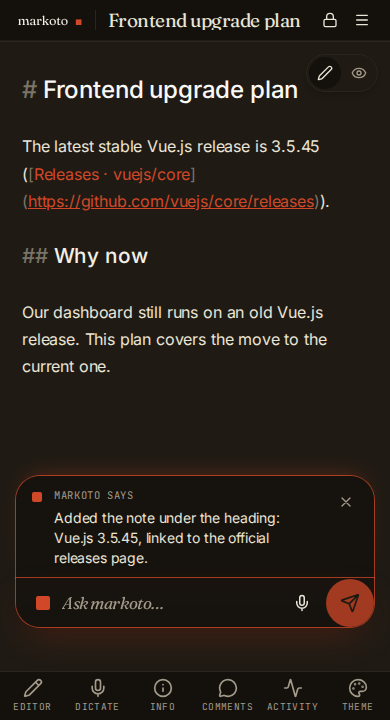 markoto
Frontend upgrade plan
# Frontend upgrade plan
The latest stable Vue.js release is 3.5.45
([Releases · vuejs/core]
(https://github.com/vuejs/core/releases)).
## Why now
Our dashboard still runs on an old Vue.js
release. This plan covers the move to the
current one.
MARKOTO SAYS
Added the note under the heading:
Vue.js 3.5.45, linked to the official
releases page.
Ask markoto...
EDITOR DICTATE INFO COMMENTS ACTIVITY THEME